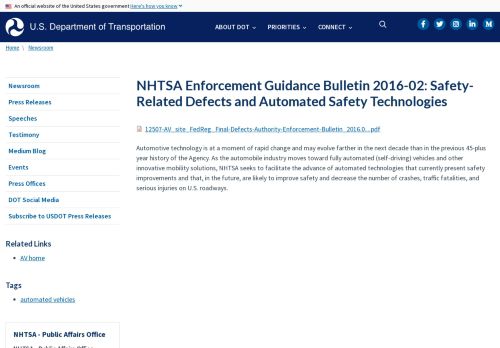 An official website of the United States government Here's how you know
U.S. Department of Transportation
ABOUT DOT
PRIORITIES
CONNECT
Home
Newsroom
Newsroom
Press Releases
Speeches
Testimony
Medium Blog
Events
Press Offices
DOT Social Media
Subscribe to USDOT Press Releases
Related Links
AV home
Tags
automated vehicles
NHTSA - Public Affairs Office
NHTSA Enforcement Guidance Bulletin 2016-02: Safety-
Related Defects and Automated Safety Technologies
12507-AV_site_FedReg_Final-Defects-Authority-Enforcement-Bulletin_2016.0....pdf
Automotive technology is at a moment of rapid change and may evolve farther in the next decade than in the previous 45-plus
year history of the Agency. As the automobile industry moves toward fully automated (self-driving) vehicles and other
innovative mobility solutions, NHTSA seeks to facilitate the advance of automated technologies that currently present safety
improvements and that, in the future, are likely to improve safety and decrease the number of crashes, traffic fatalities, and
serious injuries on U.S. roadways.